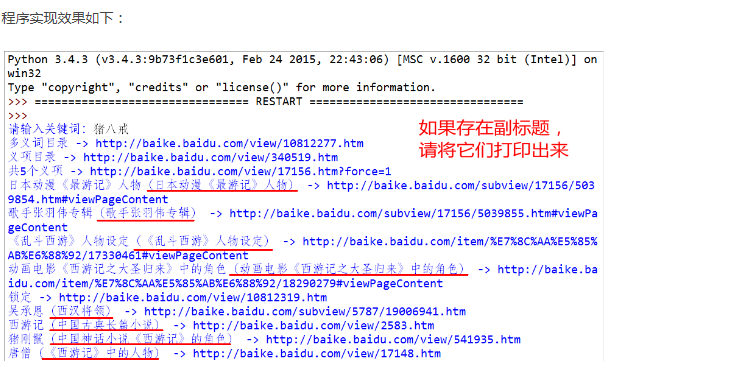 程序实现效果如下：
Python 3.4.3 (v3.4.3:9b73f1c3e601, Feb 24 2015, 22:43:06) [MSC v.1600 32 bit (Intel)] on
win32
Type "copyright", "credits" or "license()" for more information.
>>> ================================ RESTART ================================
>>>
请输入关键词：猪八戒
多义词目录 -> http://baike.baidu.com/view/10812277.htm
义项目录 -> http://baike.baidu.com/view/340519.htm
共5个义项 -> http://baike.baidu.com/view/17156.htm?force=1
日本动漫《最游记》人物（日本动漫《最游记》人物） -> http://baike.baidu.com/subview/17156/503
9854.htm#viewPageContent
歌手张羽伟专辑（歌手张羽伟专辑） -> http://baike.baidu.com/subview/17156/5039855.htm#viewPa
geContent
《乱斗西游》人物设定（《乱斗西游》人物设定） -> http://baike.baidu.com/item/%E7%8C%AA%E5%85%
AB%E6%88%92/17330461#viewPageContent
动画电影《西游记之大圣归来》中的角色（动画电影《西游记之大圣归来》中的角色） -> http://baike.ba
idu.com/item/%E7%8C%AA%E5%85%AB%E6%88%92/18290279#viewPageContent
锁定 -> http://baike.baidu.com/view/10812319.htm
吴承恩（西汉将领） -> http://baike.baidu.com/subview/5787/19006941.htm
西游记（中国古典长篇小说） -> http://baike.baidu.com/view/2583.htm
猪刚鬣（中国神话小说《西游记》的角色） -> http://baike.baidu.com/view/541935.htm
唐僧（《西游记》中的人物） -> http://baike.baidu.com/view/17148.htm
如果存在副标题，
请将它们打印出来